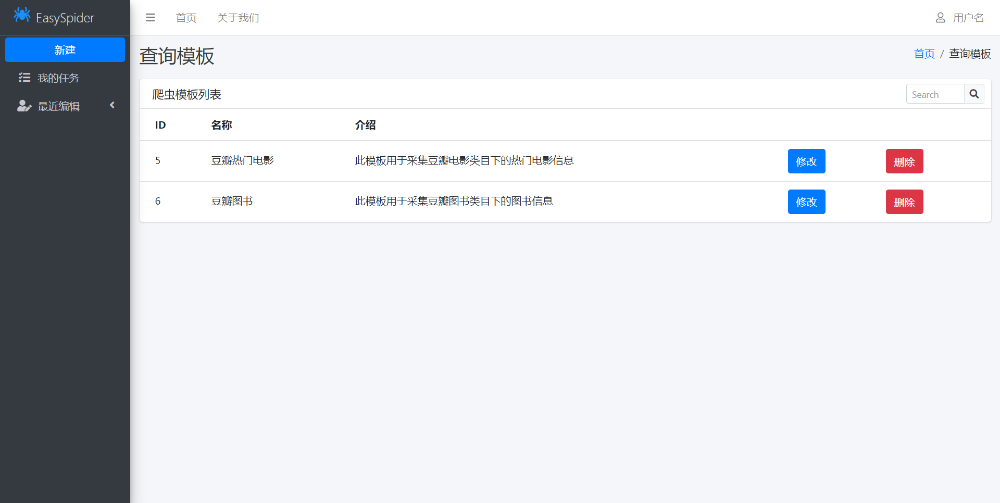 EasySpider
新建
我的任务
最近编辑
首页 关于我们 用户名
查询模板
首页 / 查询模板
爬虫模板列表
Search
ID 名称 介绍
5 豆瓣热门电影 此模板用于采集豆瓣电影类目下的热门电影信息 修改 删除
6 豆瓣图书 此模板用于采集豆瓣图书类目下的图书信息 修改 删除